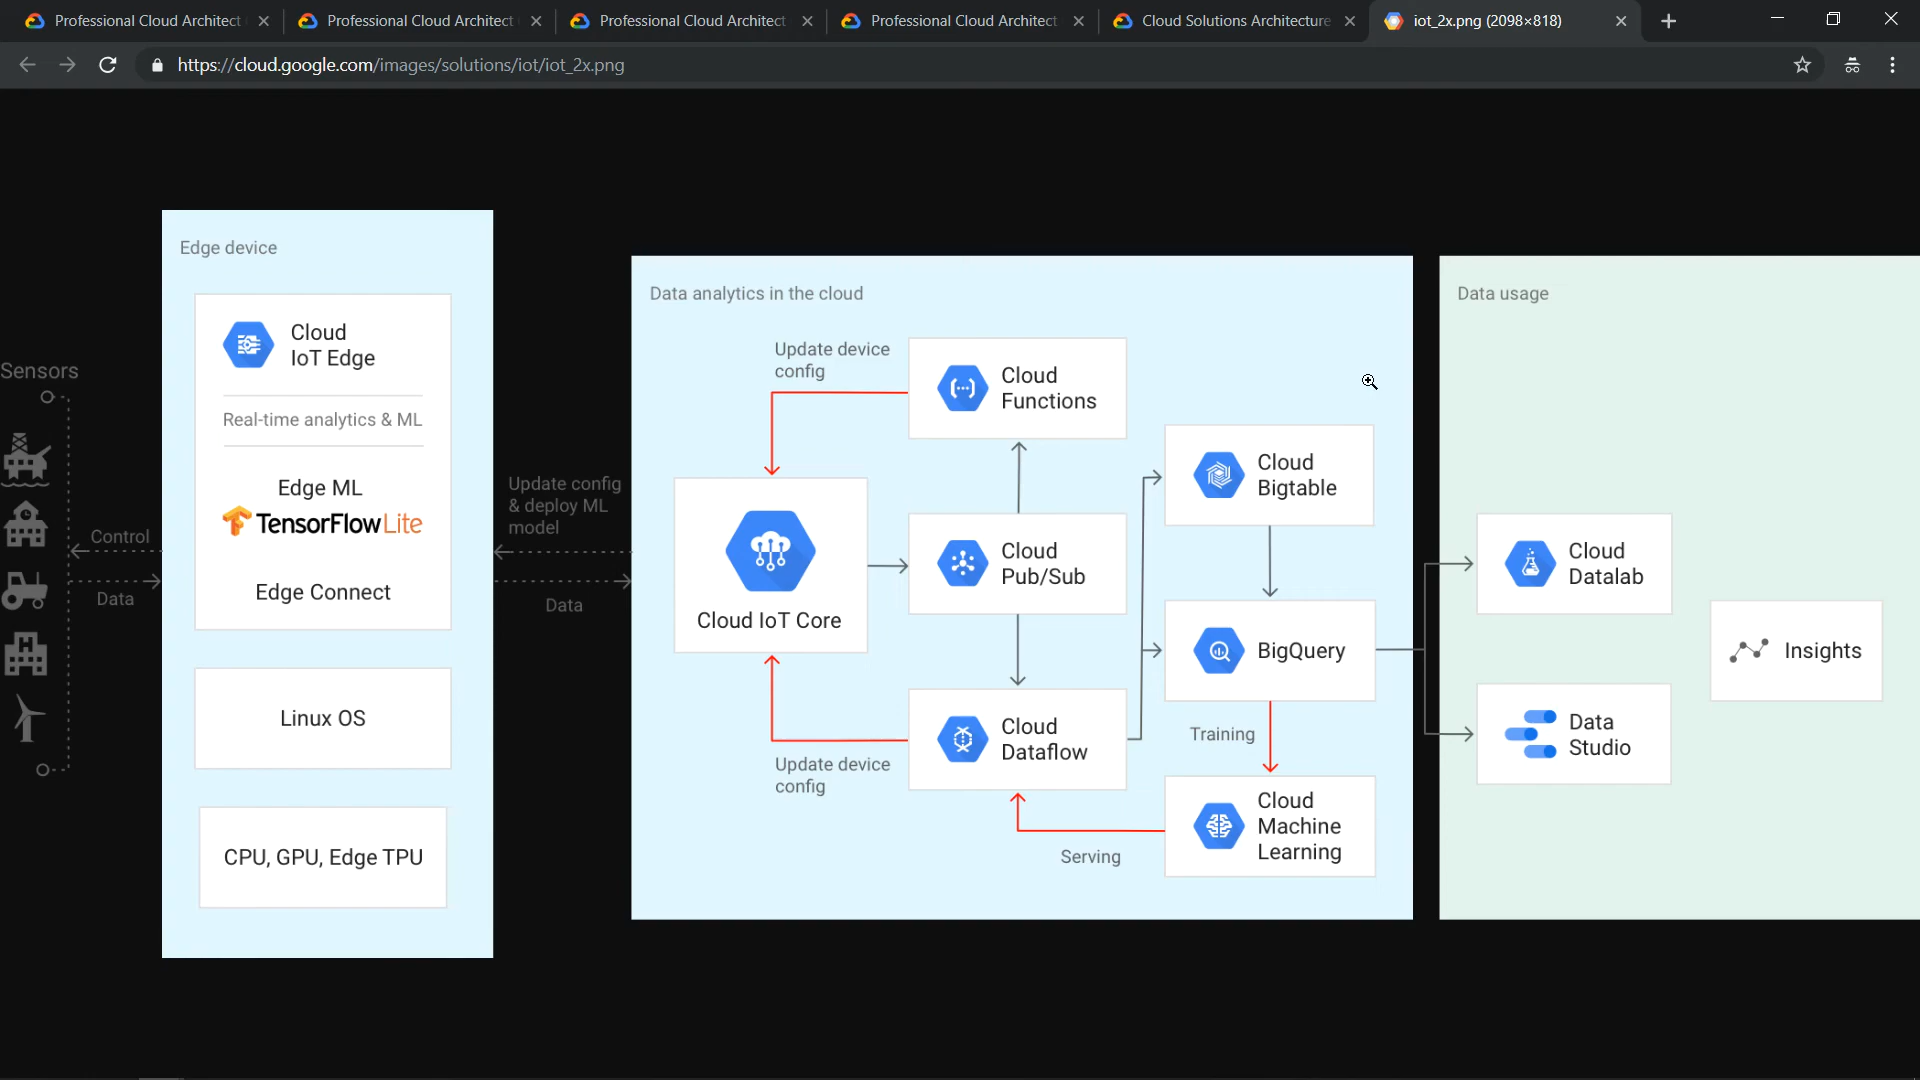 Professional Cloud Architect
Professional Cloud Architect
Professional Cloud Architect
Professional Cloud Architect
Cloud Solutions Architecture
iot_2x.png (2098×818)
https://cloud.google.com/images/solutions/iot/iot_2x.png
Sensors
Control
Data
Edge device
Cloud
IoT Edge
Real-time analytics & ML
Edge ML
TensorFlowLite
Edge Connect
Linux OS
CPU, GPU, Edge TPU
Update config
& deploy ML
model
Data
Data analytics in the cloud
Update device
config
Cloud
Functions
Cloud IoT Core
Cloud
Pub/Sub
Cloud
Bigtable
BigQuery
Cloud
Dataflow
Update device
config
Training
Serving
Cloud
Machine
Learning
Data usage
Cloud
Datalab
Data
Studio
Insights